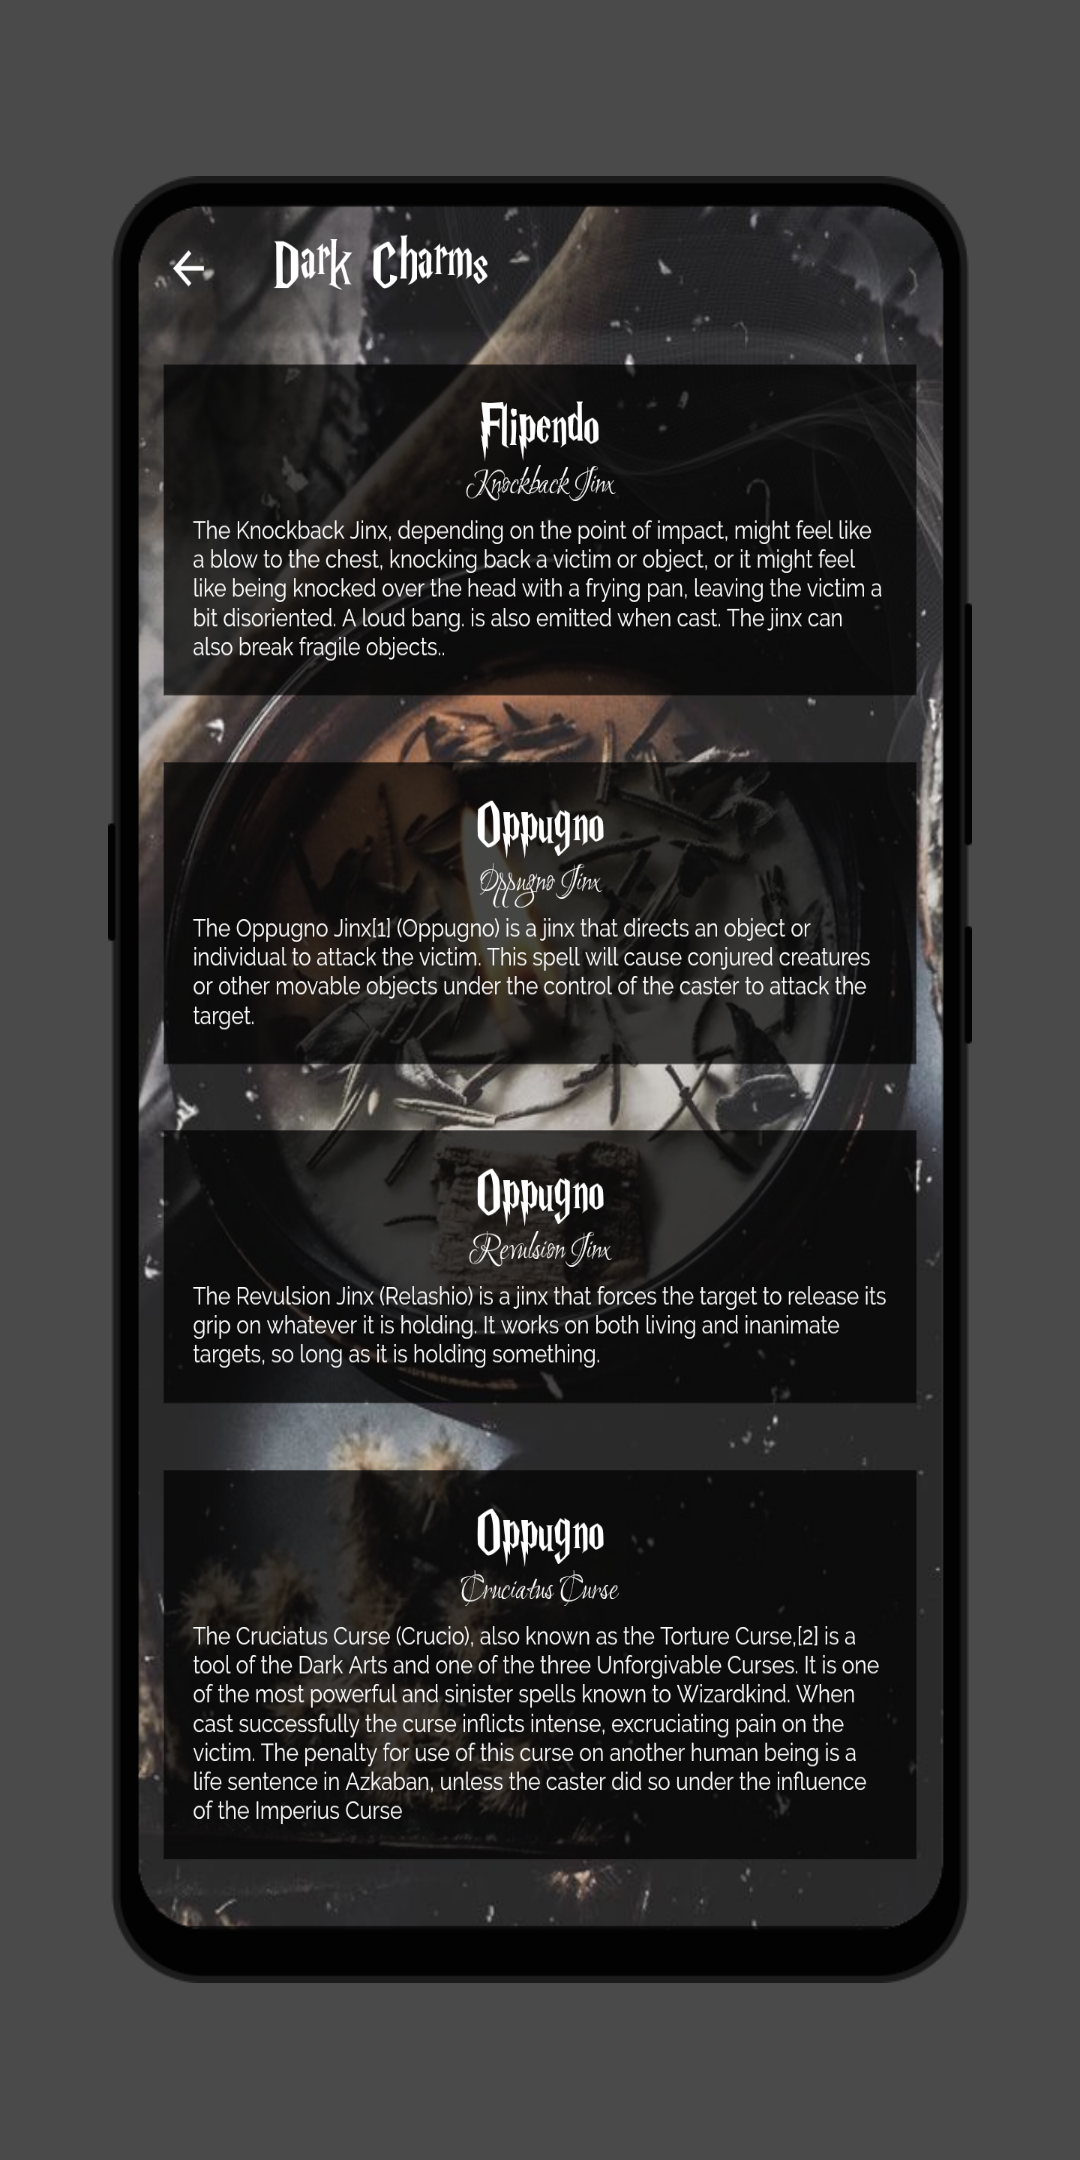 Dark Charms
Flipendo
Knockback Jinx
The Knockback Jinx, depending on the point of impact, might feel like
a blow to the chest, knocking back a victim or object, or it might feel
like being knocked over the head with a frying pan, leaving the victim a
bit disoriented. A loud bang. is also emitted when cast. The jinx can
also break fragile objects..
Oppugno
Oppugno Jinx
The Oppugno Jinx[1] (Oppugno) is a jinx that directs an object or
individual to attack the victim. This spell will cause conjured creatures
or other movable objects under the control of the caster to attack the
target.
Oppugno
Revulsion Jinx
The Revulsion Jinx (Relashio) is a jinx that forces the target to release its
grip on whatever it is holding. It works on both living and inanimate
targets, so long as it is holding something.
Oppugno
Cruciatus Curse
The Cruciatus Curse (Crucio), also known as the Torture Curse,[2] is a
tool of the Dark Arts and one of the three Unforgivable Curses. It is one
of the most powerful and sinister spells known to Wizardkind. When
cast successfully the curse inflicts intense, excruciating pain on the
victim. The penalty for use of this curse on another human being is a
life sentence in Azkaban, unless the caster did so under the influence
of the Imperius Curse